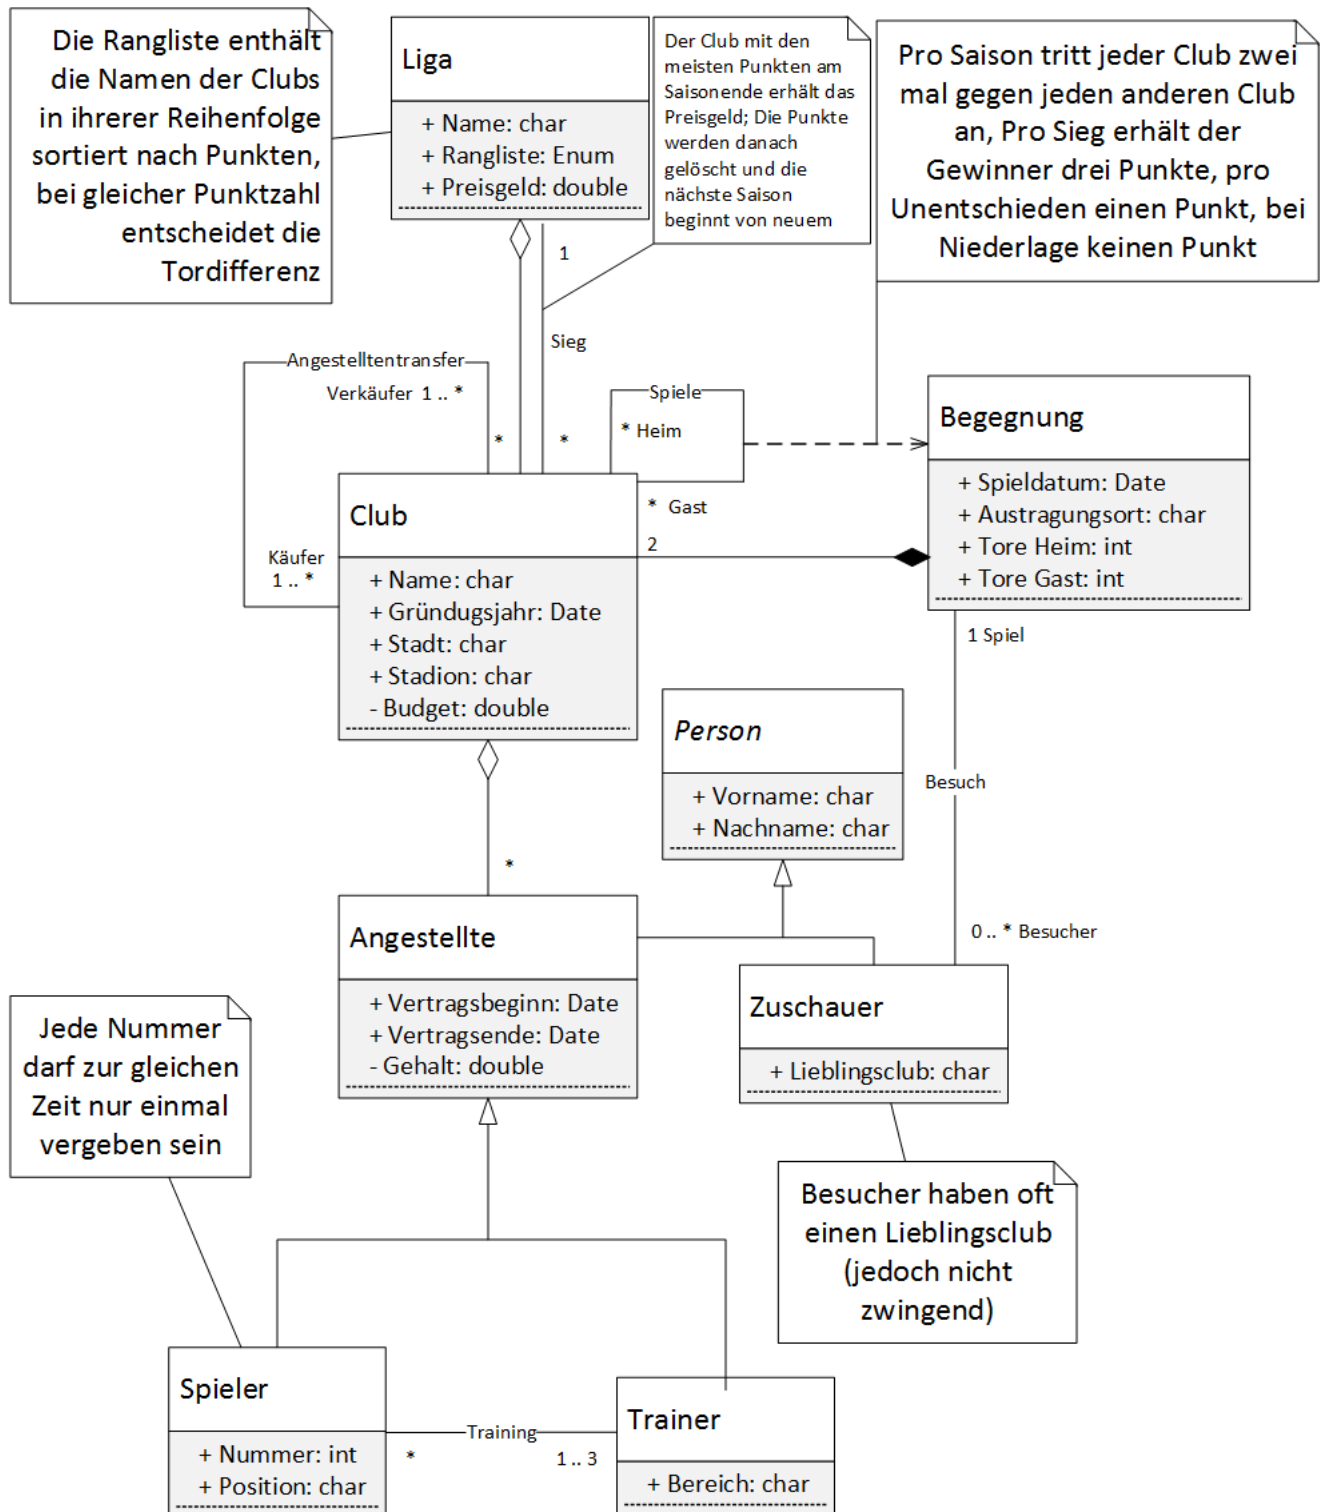 Die Rangliste enthält
die Namen der Clubs
in ihrerer Reihenfolge
sortiert nach Punkten,
bei gleicher Punktzahl
entscheidet die
Tordifferenz
Liga
+ Name: char
+ Rangliste: Enum
+ Preisgeld: double
Der Club mit den
meisten Punkten am
Saisonende erhält das
Preisgeld; Die Punkte
werden danach
gelöscht und die
nächste Saison
beginnt von neuem
Pro Saison tritt jeder Club zwei
mal gegen jeden anderen Club
an, Pro Sieg erhält der
Gewinner drei Punkte, pro
Unentschieden einen Punkt, bei
Niederlage keinen Punkt
1
Sieg
Angestelltentransfer
Verkäufer 1 .. *
*
*
Spiele
* Heim
Begegnung
+ Spieldatum: Date
+ Austragungsort: char
+ Tore Heim: int
+ Tore Gast: int
Club
* Gast
2
Käufer
1 .. *
+ Name: char
+ Gründugsjahr: Date
+ Stadt: char
+ Stadion: char
- Budget: double
1 Spiel
Person
+ Vorname: char
+ Nachname: char
Besuch
*
0 .. * Besucher
Angestellte
+ Vertragsbeginn: Date
+ Vertragsende: Date
- Gehalt: double
Zuschauer
+ Lieblingsclub: char
Jede Nummer
darf zur gleichen
Zeit nur einmal
vergeben sein
Besucher haben oft
einen Lieblingsclub
(jedoch nicht
zwingend)
Spieler
+ Nummer: int
+ Position: char
Training
*
1 .. 3
Trainer
+ Bereich: char